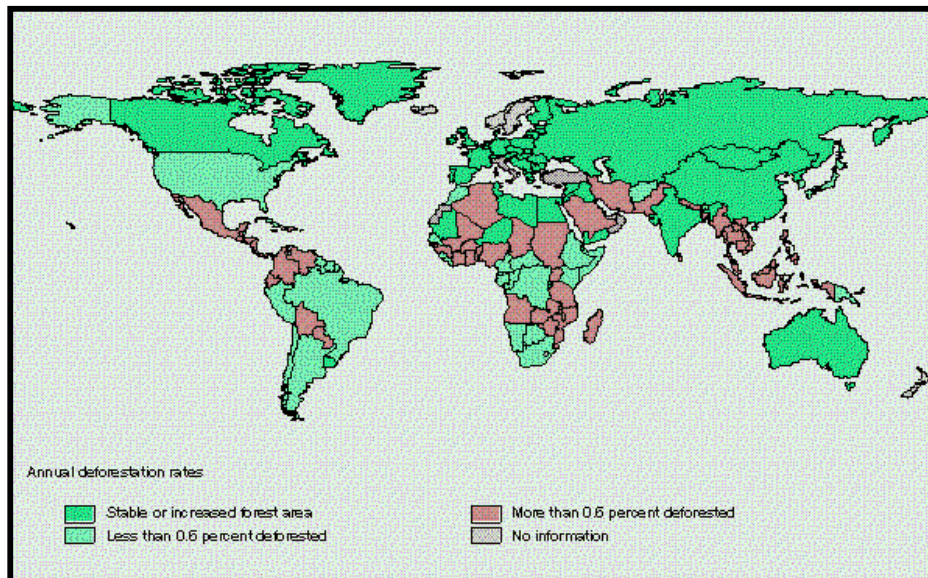 Annual deforestation rates
Stable or increased forest area
More than 0.6 percent deforested
Less than 0.6 percent deforested
No information